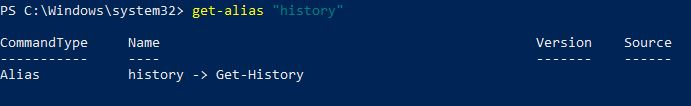 PS C:\Windows\system32> get-alias "history"
CommandType     Name                                               Version    Source
-----------     ----                                               -------    ------
Alias           history -> Get-History